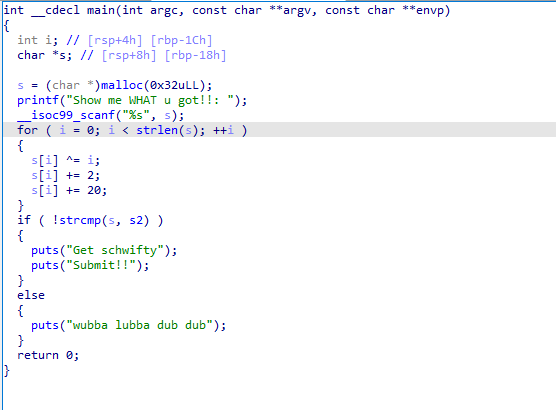 int __cdecl main(int argc, const char **argv, const char **envp)
{
int i; // [rsp+4h] [rbp-1Ch]
char *s; // [rsp+8h] [rbp-18h]
s = (char *)malloc(0x32uLL);
printf("Show me WHAT u got!!: ");
__isoc99_scanf("%s", s);
for ( i = 0; i < strlen(s); ++i )
{
s[i] ^= i;
s[i] += 2;
s[i] += 20;
}
if ( !strcmp(s, s2) )
{
puts("Get schwifty");
puts("Submit!!");
}
else
{
puts("wubba lubba dub dub");
}
return 0;
}